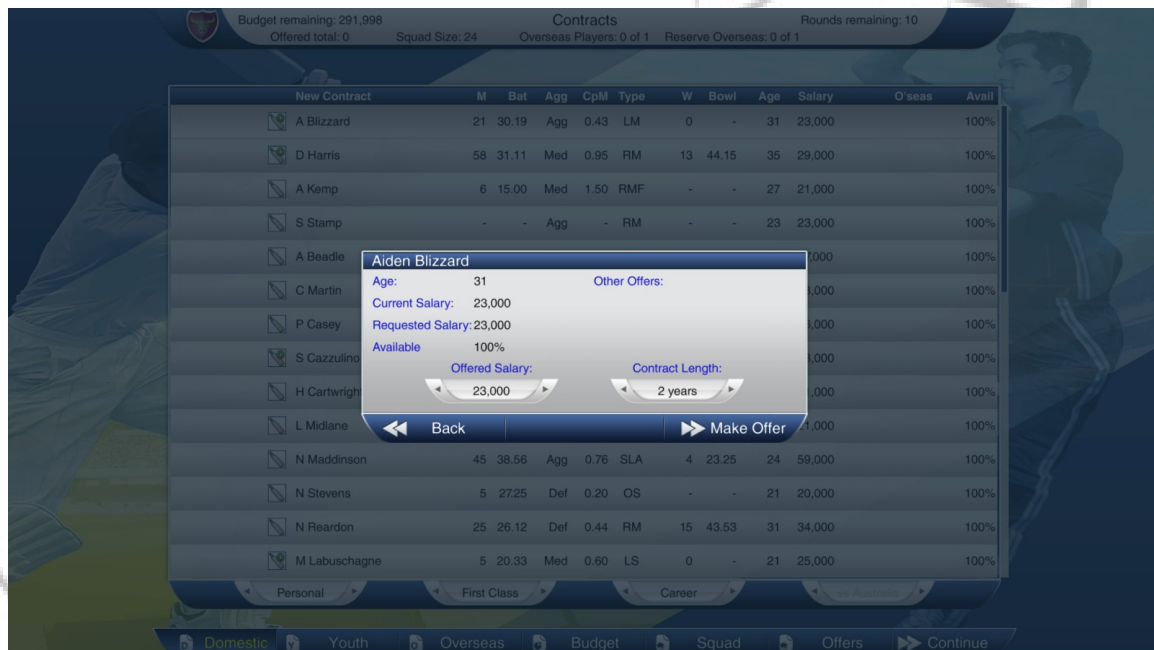 Budget remaining: 291,998 Contracts Rounds remaining: 10
Offered total: 0 Squad Size: 24 Overseas Players: 0 of 1 Reserve Overseas: 0 of 1
New Contract M Bat Agg CpM Type W Bowl Age Salary O'seas Avail
A Blizzard 21 30.19 Agg 0.43 LM 0 - 31 23,000 100%
D Harris 58 31.11 Med 0.95 RM 13 44.15 35 29,000 100%
A Kemp 6 15.00 Med 1.50 RMF - - 27 21,000 100%
S Stamp - - Agg - RM - - 23 23,000 100%
A Beadle ,000 100%
Aiden Blizzard
Age: 31 Other Offers:
C Martin ,000 100%
Current Salary: 23,000
P Casey ,000 100%
Requested Salary: 23,000
Available 100%
S Cazzulino ,000 100%
Offered Salary: Contract Length:
H Cartwrigh ,000 100%
23,000 2 years
L Midlane 1,000 100%
Back Make Offer
N Maddinson 45 38.56 Agg 0.76 SLA 4 23.25 24 59,000 100%
N Stevens 5 27.25 Def 0.20 OS - - 21 20,000 100%
N Reardon 25 26.12 Def 0.44 RM 15 43.53 31 34,000 100%
M Labuschagne 5 20.33 Med 0.60 LS 0 - 21 25,000 100%
Personal First Class Career vs Australia
D Domestic Y Youth O Overseas Budget Squad Offers Continue